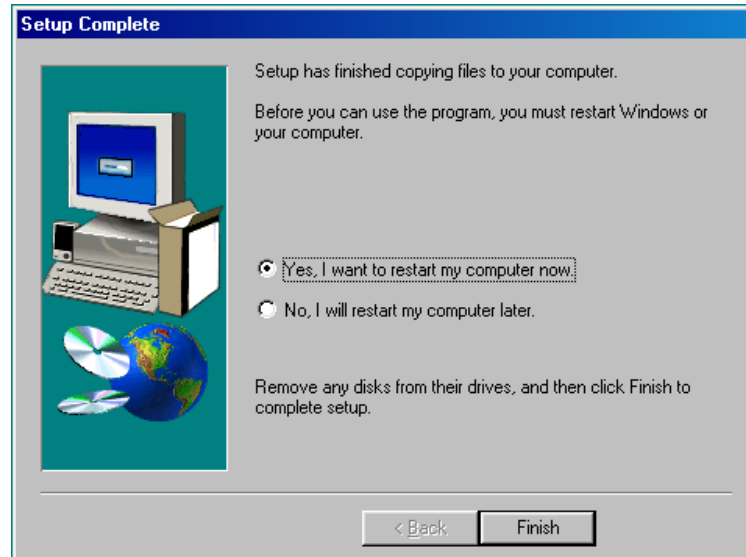 Setup Complete
Setup has finished copying files to your computer.
Before you can use the program, you must restart Windows or
your computer.
Yes, I want to restart my computer now.
No, I will restart my computer later.
Remove any disks from their drives, and then click Finish to
complete setup.
< Back
Finish